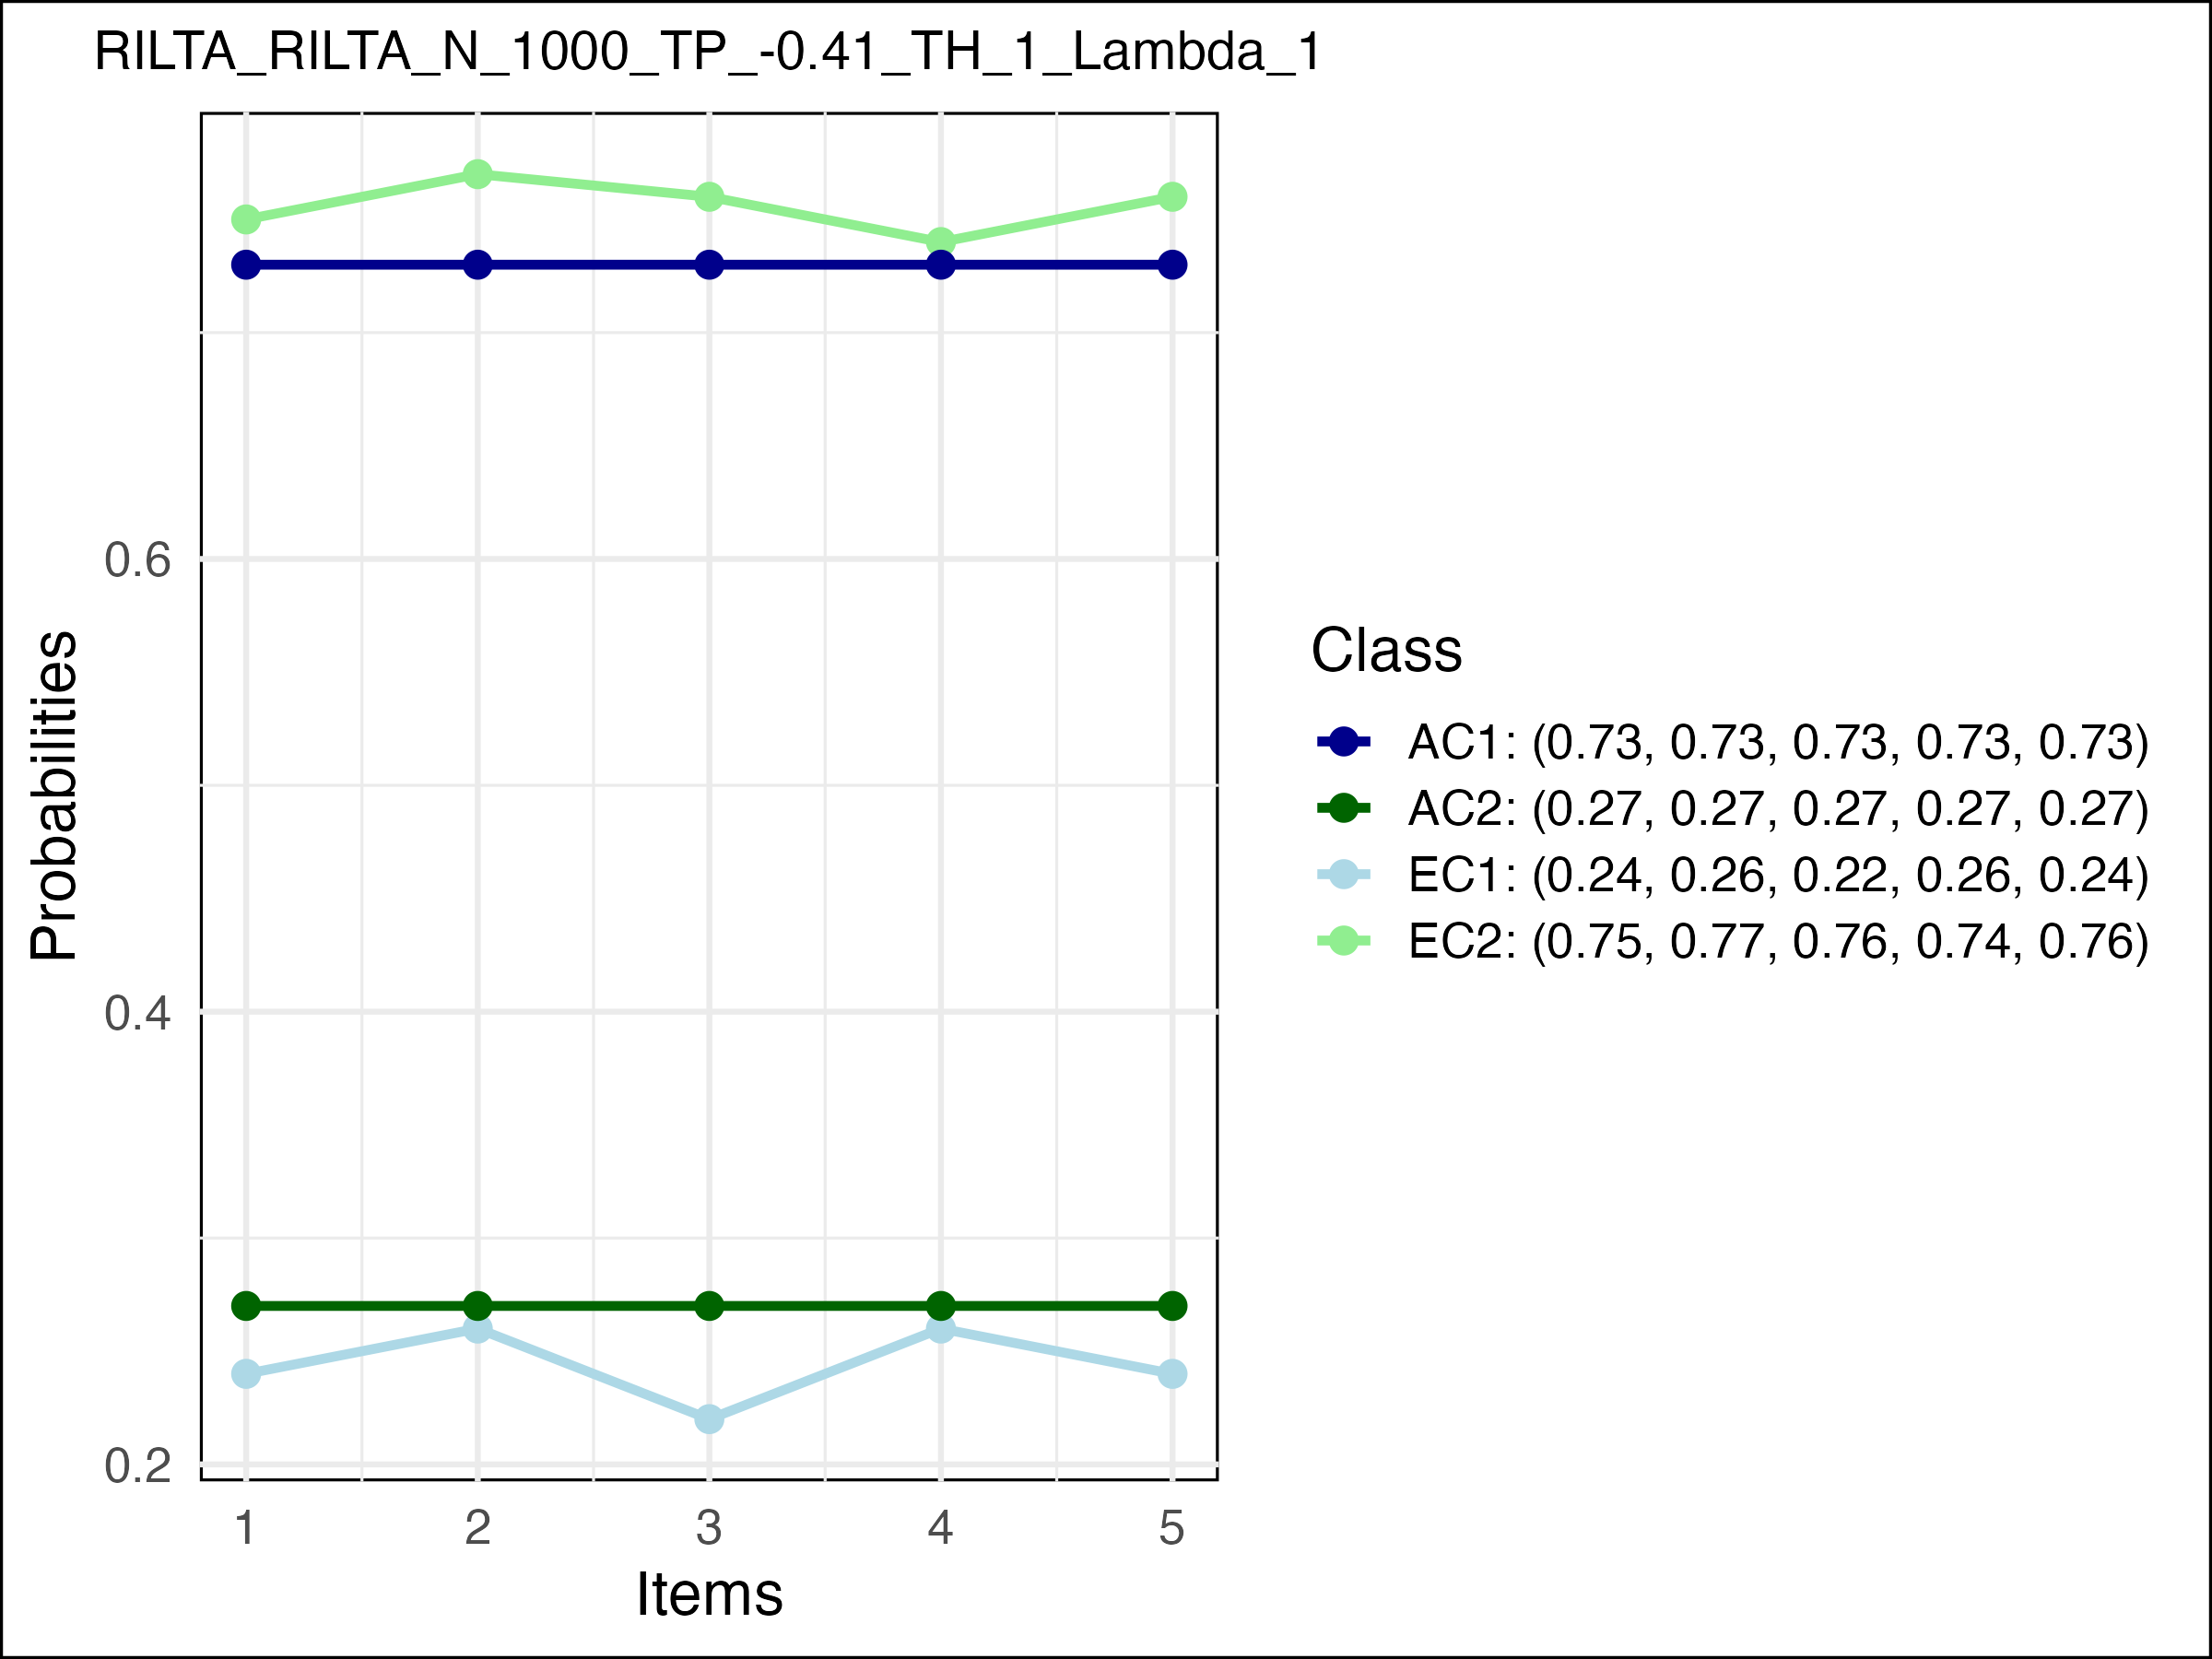 RILTA_RILTA_N_1000_TP_-0.41_TH_1_Lambda_1
Probabilities
0.6
0.4
0.2
1 2 3 4 5
Items
Class
AC1: (0.73, 0.73, 0.73, 0.73, 0.73)
AC2: (0.27, 0.27, 0.27, 0.27, 0.27)
EC1: (0.24, 0.26, 0.22, 0.26, 0.24)
EC2: (0.75, 0.77, 0.76, 0.74, 0.76)